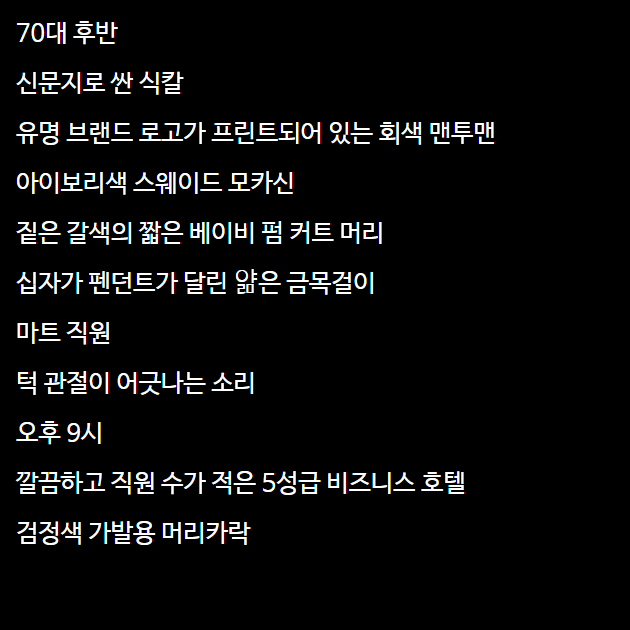 70대 후반
신문지로 싼 식칼
유명 브랜드 로고가 프린트되어 있는 회색 맨투맨
아이보리색 스웨이드 모카신
짙은 갈색의 짧은 베이비 펌 커트 머리
십자가 펜던트가 달린 얆은 금목걸이
마트 직원
턱 관절이 어긋나는 소리
오후 9시
깔끔하고 직원 수가 적은 5성급 비즈니스 호텔
검정색 가발용 머리카락